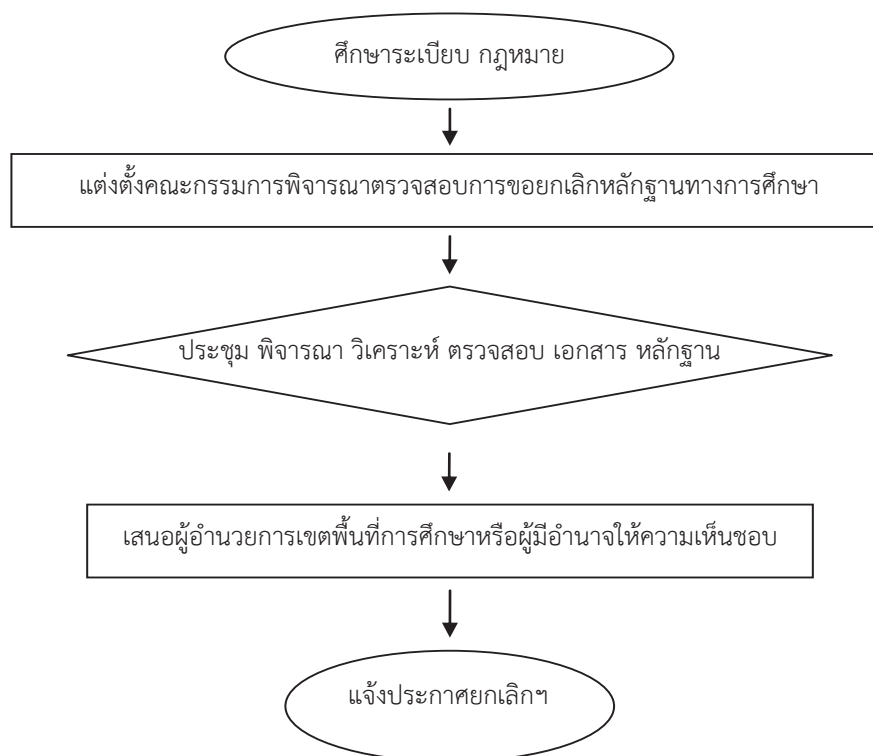 ศึกษาระเบียบ กฎหมาย
แต่งตั้งคณะกรรมการพิจารณาตรวจสอบการขอยกเลิกหลักฐานทางการศึกษา
ประชุม พิจารณา วิเคราะห์ ตรวจสอบ เอกสาร หลักฐาน
เสนอผู้อำนวยการเขตพื้นที่การศึกษาหรือผู้มีอำนาจให้ความเห็นชอบ
แจ้งประกาศยกเลิกฯ